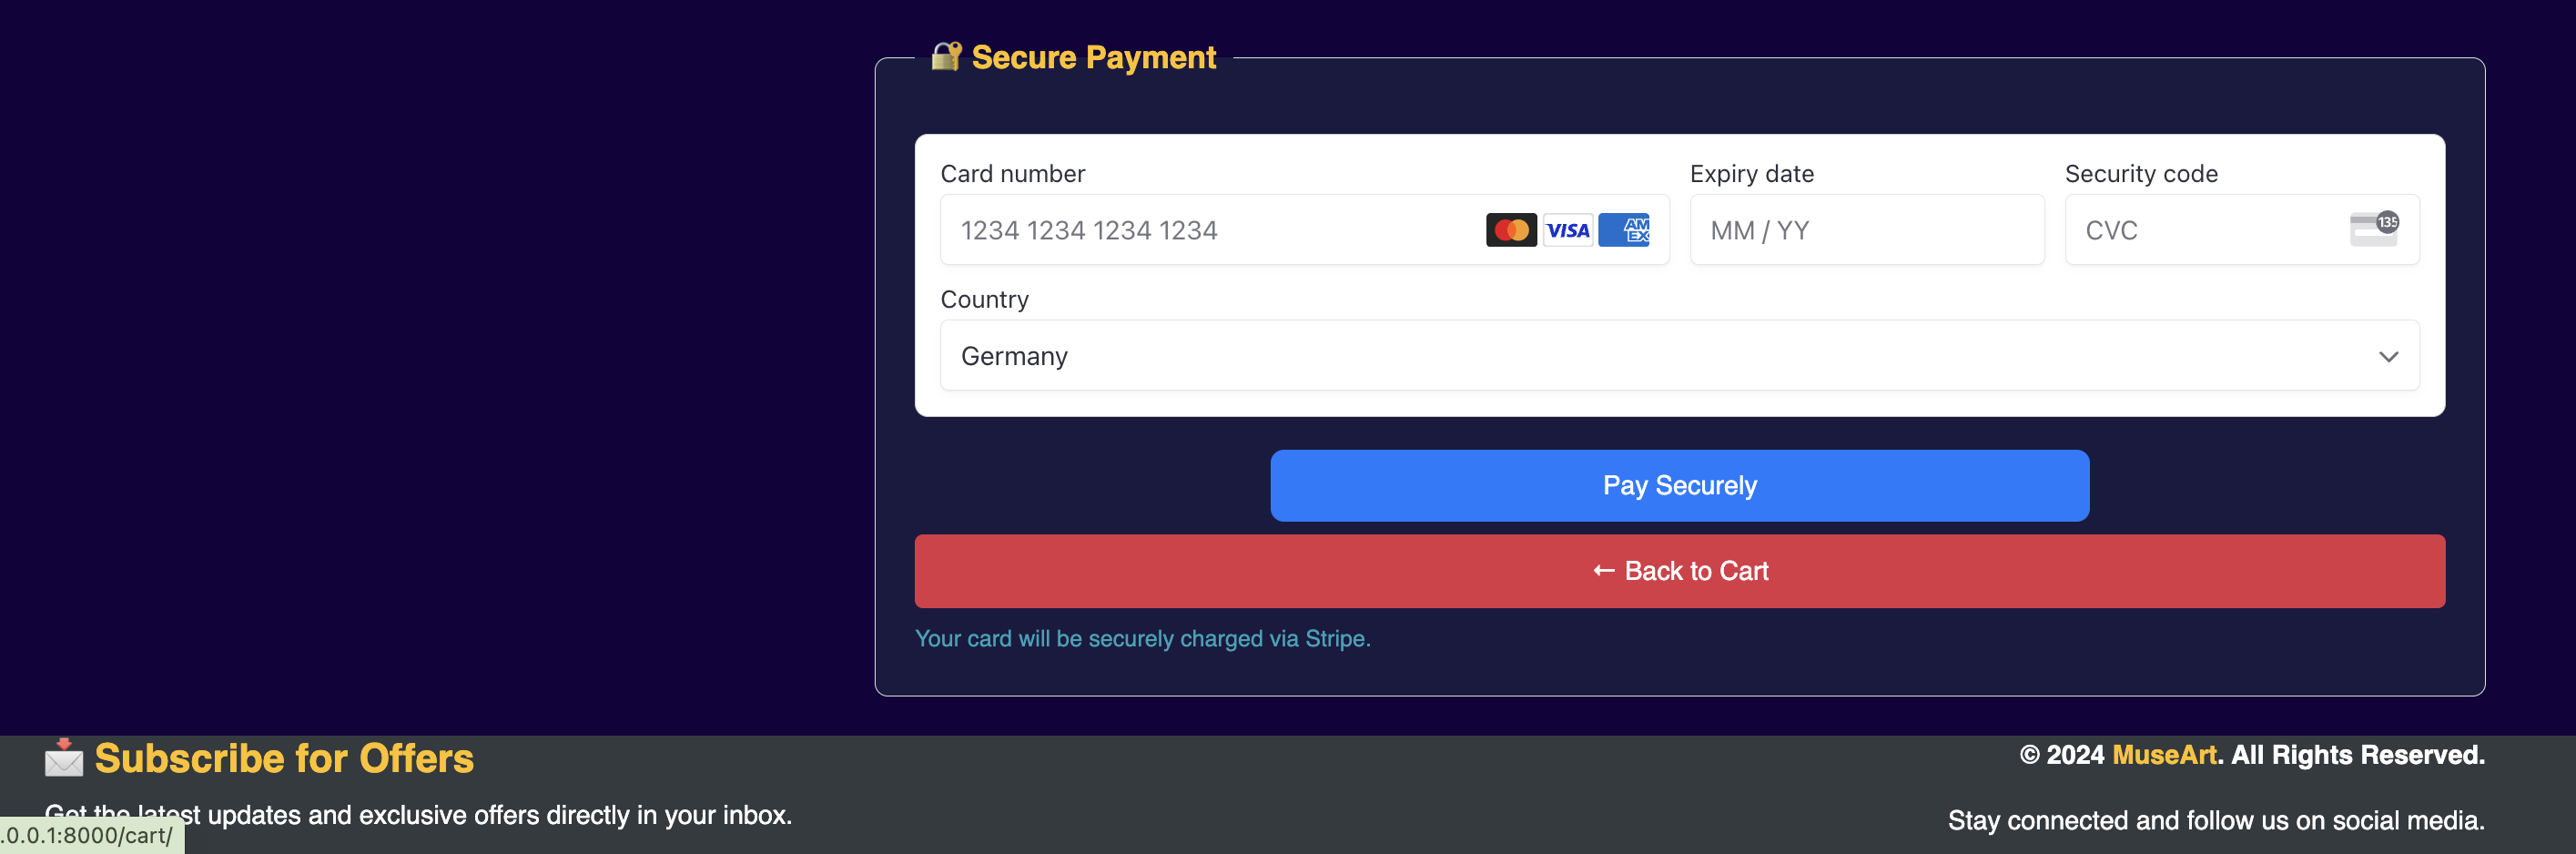 🔐 Secure Payment
Card number
Expiry date
Security code
1234 1234 1234 1234
VISA
AM
EX
MM / YY
CVC
135
Country
Germany
Pay Securely
← Back to Cart
Your card will be securely charged via Stripe.
📩 Subscribe for Offers
© 2024 MuseArt. All Rights Reserved.
Get the latest updates and exclusive offers directly in your inbox.
Stay connected and follow us on social media.
.0.0.1:8000/cart/